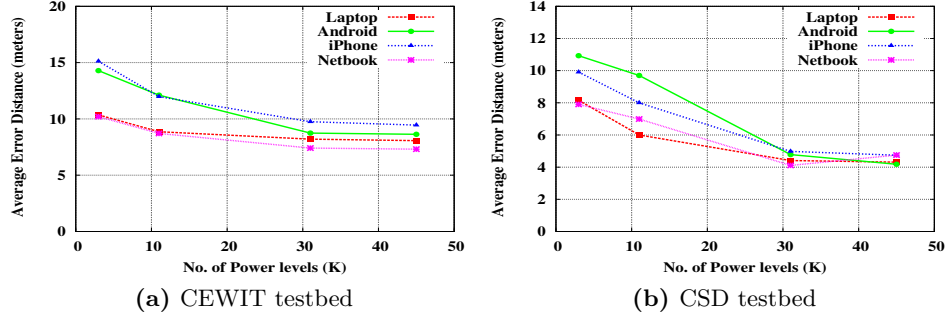 20
15
10
5
0
0 10 20 30 40 50
Average Error Distance (meters)
No. of Power levels (K)
Laptop
Android
iPhone
Netbook
(a) CEWIT testbed
14
12
10
8
6
4
2
0
0 10 20 30 40 50
Average Error Distance (meters)
No. of Power levels (K)
Laptop
Android
iPhone
Netbook
(b) CSD testbed